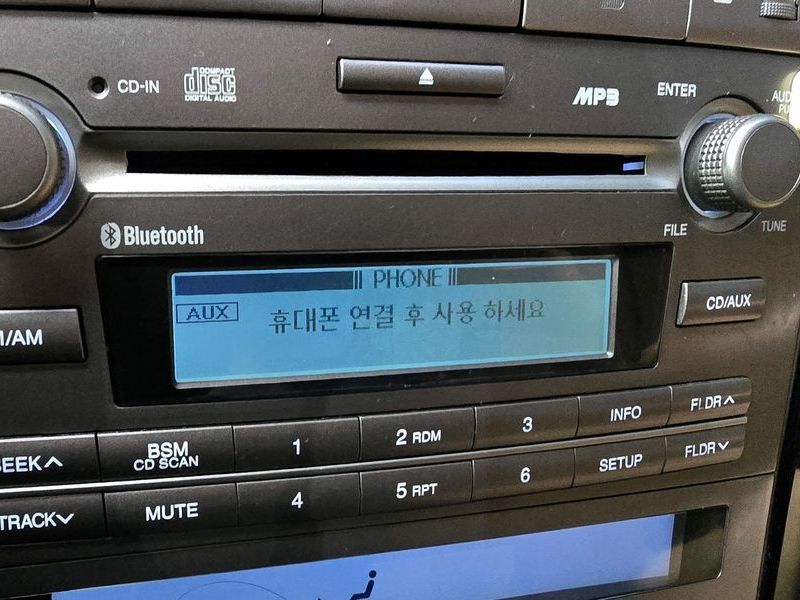 CD-IN
COMPACT
disc
DIGITAL AUDIO
MP3
ENTER
Bluetooth
FILE
TUNE
|| PHONE ||
AUX
휴대폰 연결 후 사용 하세요
CD/AUX
/AM
SEEK∧
BSM
CD SCAN
1
2 RDM
3
INFO
FLDR∧
TRACK∨
MUTE
4
5 RPT
6
SETUP
FLDR∨